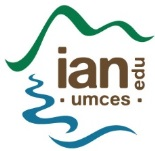 ian
edu
· umces ·